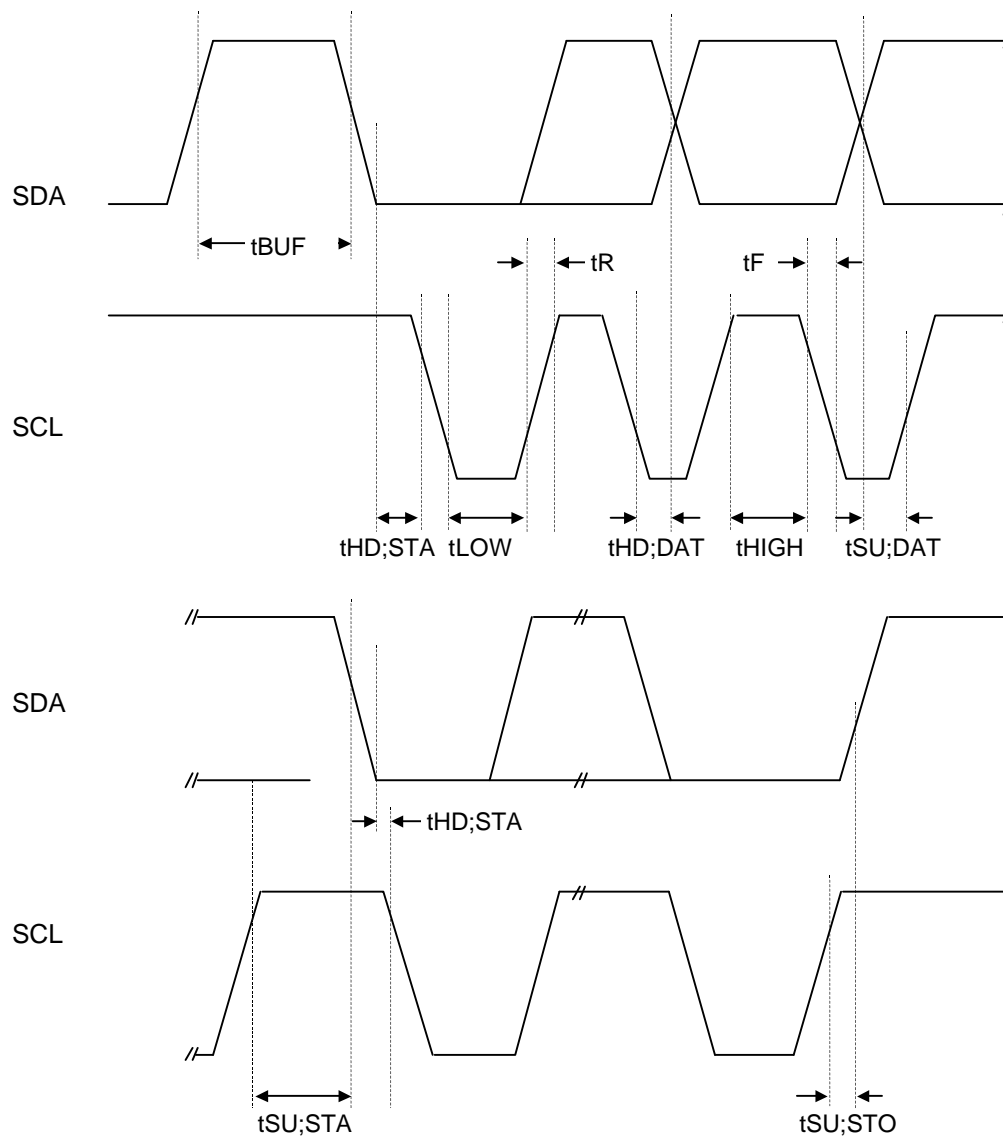 SDA
tBUF
tR
tF
SCL
tHD;STA
tLOW
tHD;DAT
tHIGH
tSU;DAT
SDA
tHD;STA
SCL
tSU;STA
tSU;STO